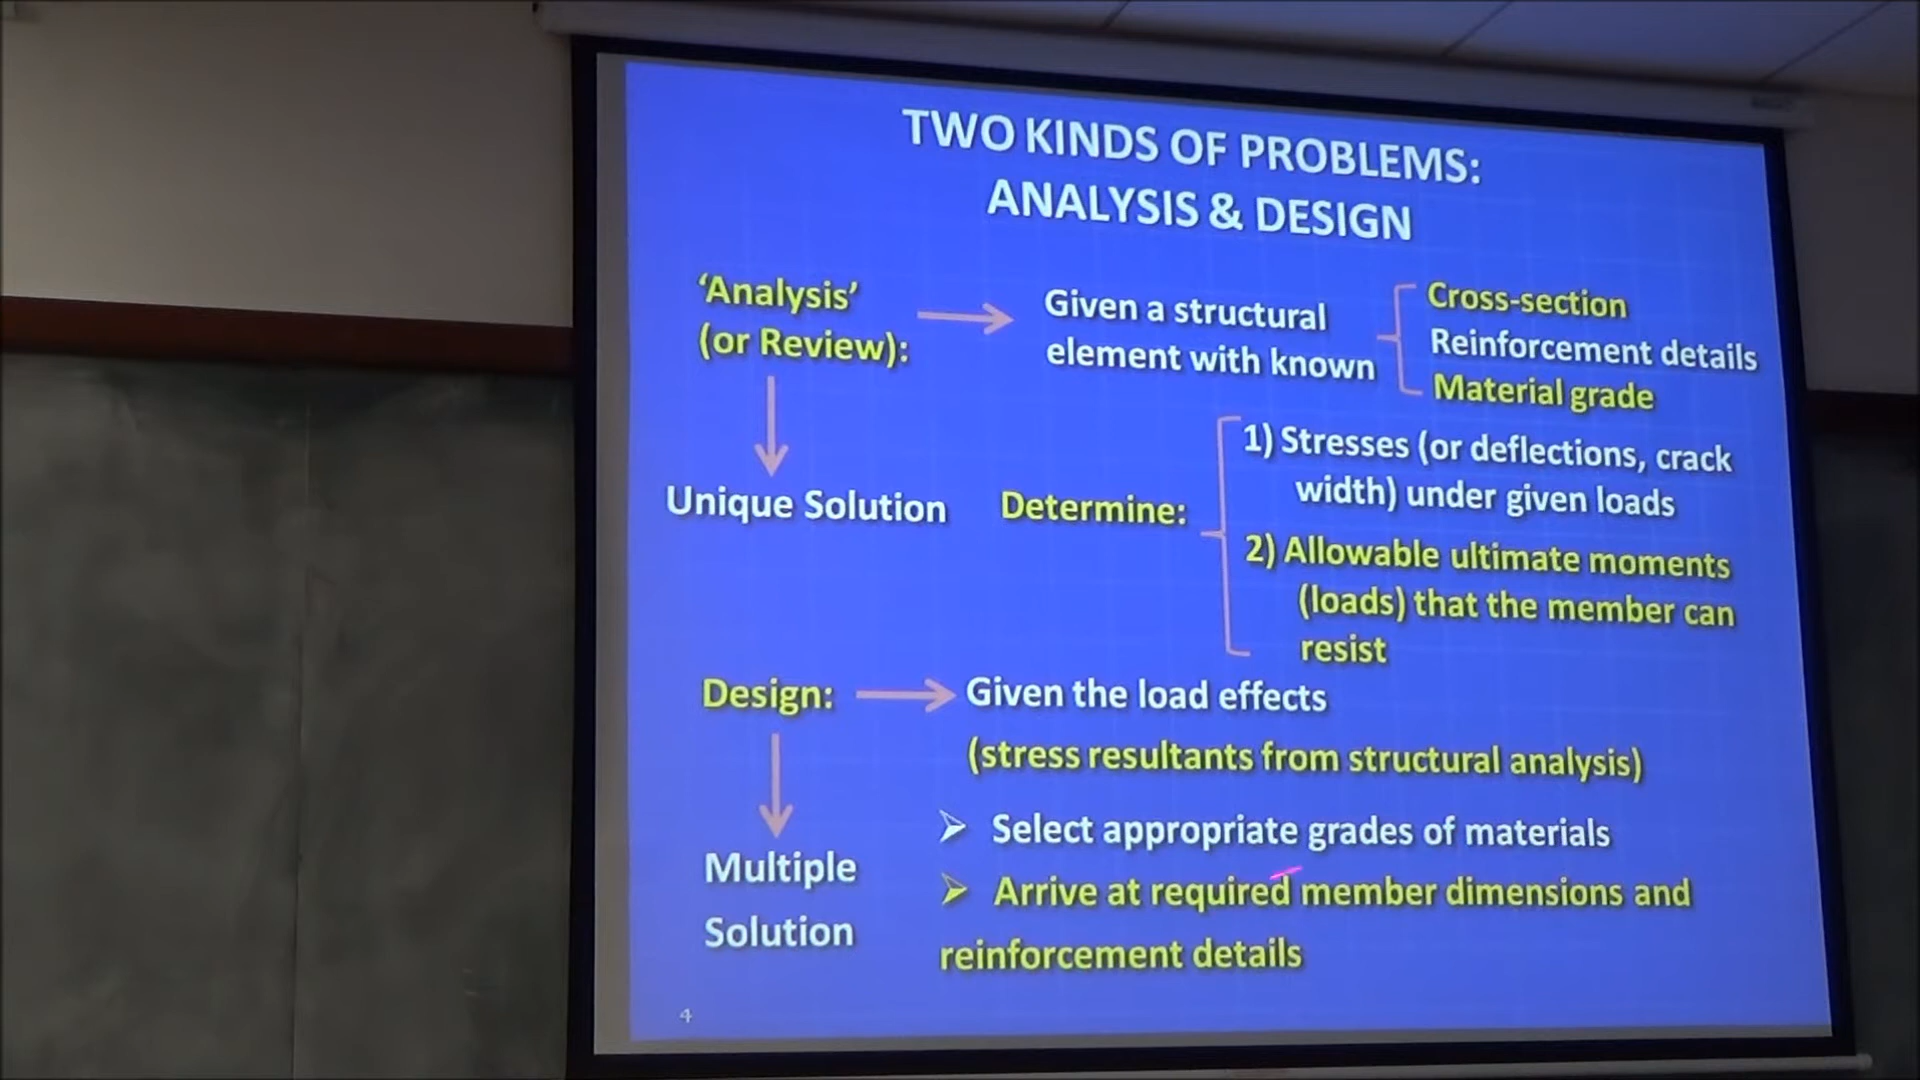 TWO KINDS OF PROBLEMS:
ANALYSIS & DESIGN
‘Analysis’
(or Review):
Given a structural
element with known
Cross-section
Reinforcement details
Material grade
Unique Solution
Determine:
1) Stresses (or deflections, crack
width) under given loads
2) Allowable ultimate moments
(loads) that the member can
resist
Design:
Given the load effects
(stress resultants from structural analysis)
Multiple
Solution
➢ Select appropriate grades of materials
➢ Arrive at required member dimensions and
reinforcement details
4